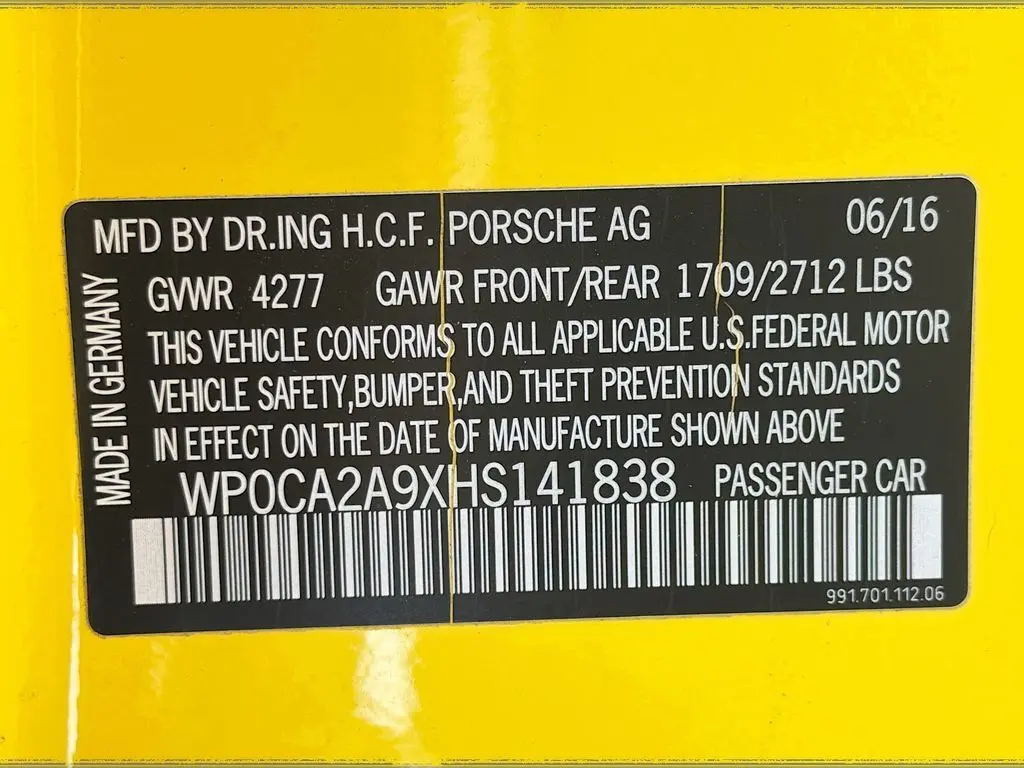 MFD BY DR.ING H.C.F. PORSCHE AG 06/16
GVWR 4277 GAWR FRONT/REAR 1709/2712 LBS
THIS VEHICLE CONFORMS TO ALL APPLICABLE U.S.FEDERAL MOTOR
VEHICLE SAFETY,BUMPER,AND THEFT PREVENTION STANDARDS
IN EFFECT ON THE DATE OF MANUFACTURE SHOWN ABOVE
WP0CA2A9XHS141838 PASSENGER CAR
991.701.112.06
MADE IN GERMANY